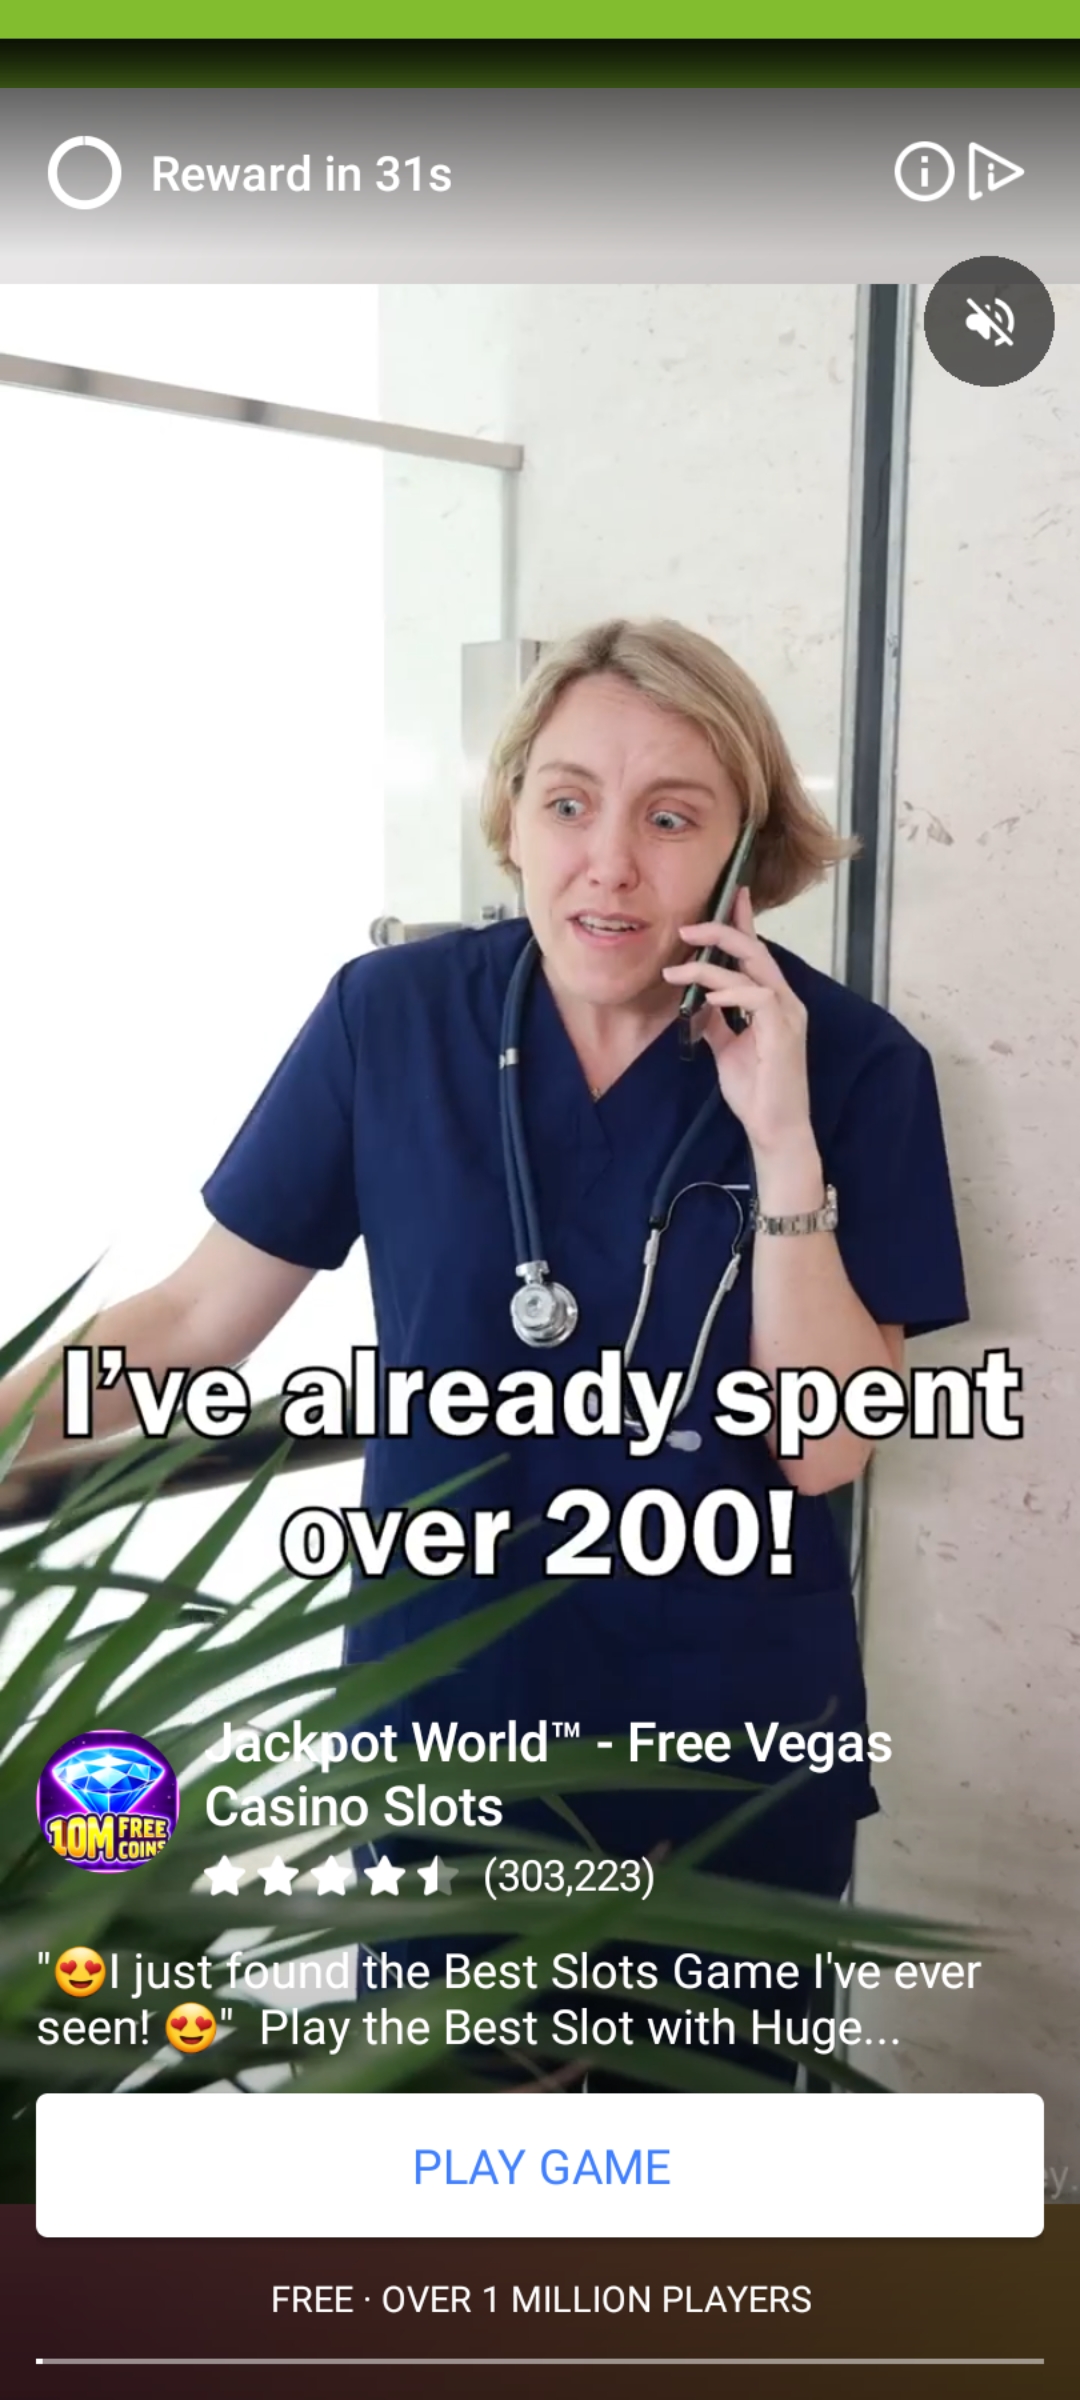 Reward in 31s
I've already spent
over 200!
Jackpot World™ - Free Vegas
Casino Slots
10M FREE
COINS
(303,223)
"😍I just found the Best Slots Game I've ever
seen! 😍" Play the Best Slot with Huge...
PLAY GAME
FREE · OVER 1 MILLION PLAYERS